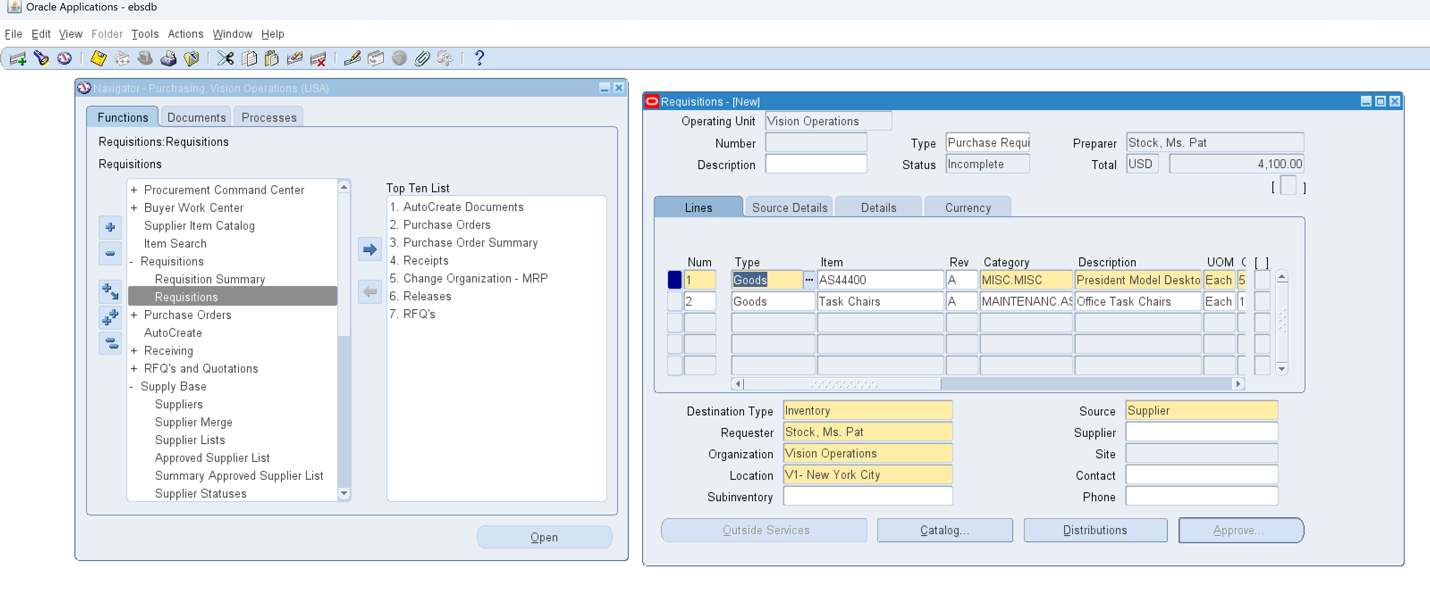 Oracle Applications - ebsdb
File Edit View Folder Tools Actions Window Help
Navigator - Purchasing, Vision Operations (USA)
Functions Documents Processes
Requisitions:Requisitions
Requisitions
+ Procurement Command Center
+ Buyer Work Center
Supplier Item Catalog
Item Search
- Requisitions
Requisition Summary
Requisitions
+ Purchase Orders
AutoCreate
+ Receiving
+ RFQ's and Quotations
- Supply Base
Suppliers
Supplier Merge
Supplier Lists
Approved Supplier List
Summary Approved Supplier List
Supplier Statuses
Top Ten List
1. AutoCreate Documents
2. Purchase Orders
3. Purchase Order Summary
4. Receipts
5. Change Organization - MRP
6. Releases
7. RFQ's
Open
Requisitions - [New]
Operating Unit Vision Operations
Number Type Purchase Requi Preparer Stock, Ms. Pat
Description Status Incomplete Total USD 4,100.00
[ ]
Lines Source Details Details Currency
Num Type Item Rev Category Description UOM [ ]
1 Goods ... AS44400 A MISC.MISC President Model Deskto Each 5
2 Goods Task Chairs A MAINTENANC.AS Office Task Chairs Each 1
Destination Type Inventory Source Supplier
Requester Stock, Ms. Pat Supplier
Organization Vision Operations Site
Location V1- New York City Contact
Subinventory Phone
Outside Services Catalog... Distributions Approve...